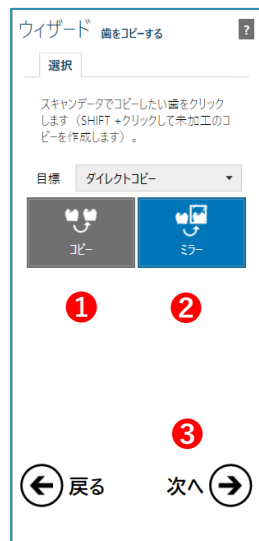 ウィザード 歯をコピーする ?
選択
スキャンデータでコピーしたい歯をクリック
します（SHIFT +クリックして未加工のコ
ピーを作成します）。
目標 ダイレクトコピー
コピー ミラー
1 2
3
戻る 次へ